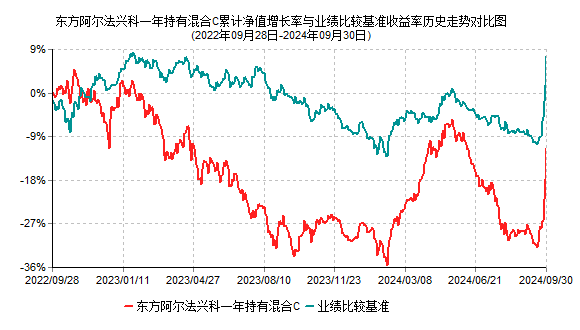 东方阿尔法兴科一年持有混合C累计净值增长率与业绩比较基准收益率历史走势对比图
(2022年09月28日-2024年09月30日)
9%
0%
-9%
-18%
-27%
-36%
2022/09/28 2023/01/11 2023/04/27 2023/08/10 2023/11/23 2024/03/08 2024/06/21 2024/09/30
东方阿尔法兴科一年持有混合C 业绩比较基准